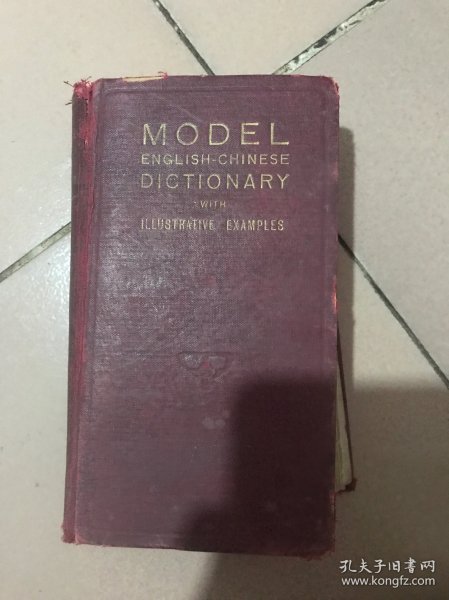 MODEL
ENGLISH-CHINESE
DICTIONARY
WITH
ILLUSTRATIVE EXAMPLES
孔夫子旧书网
www.kongfz.com